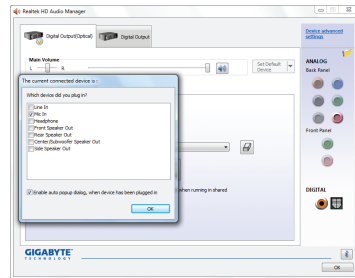 Realtek HD Audio Manager
Digital Output(Optical)
Digital Output
Device advanced
settings
Main Volume
L
R
Set Default
Device
ANALOG
Back Panel
The current connected device is :
Which device did you plug in?
Line In
Mic In
Headphone
Front Speaker Out
Rear Speaker Out
Center/Subwoofer Speaker Out
Side Speaker Out
Front Panel
when running in shared
Enable auto popup dialog, when device has been plugged in
OK
DIGITAL
GIGABYTE
TECHNOLOGY
OK